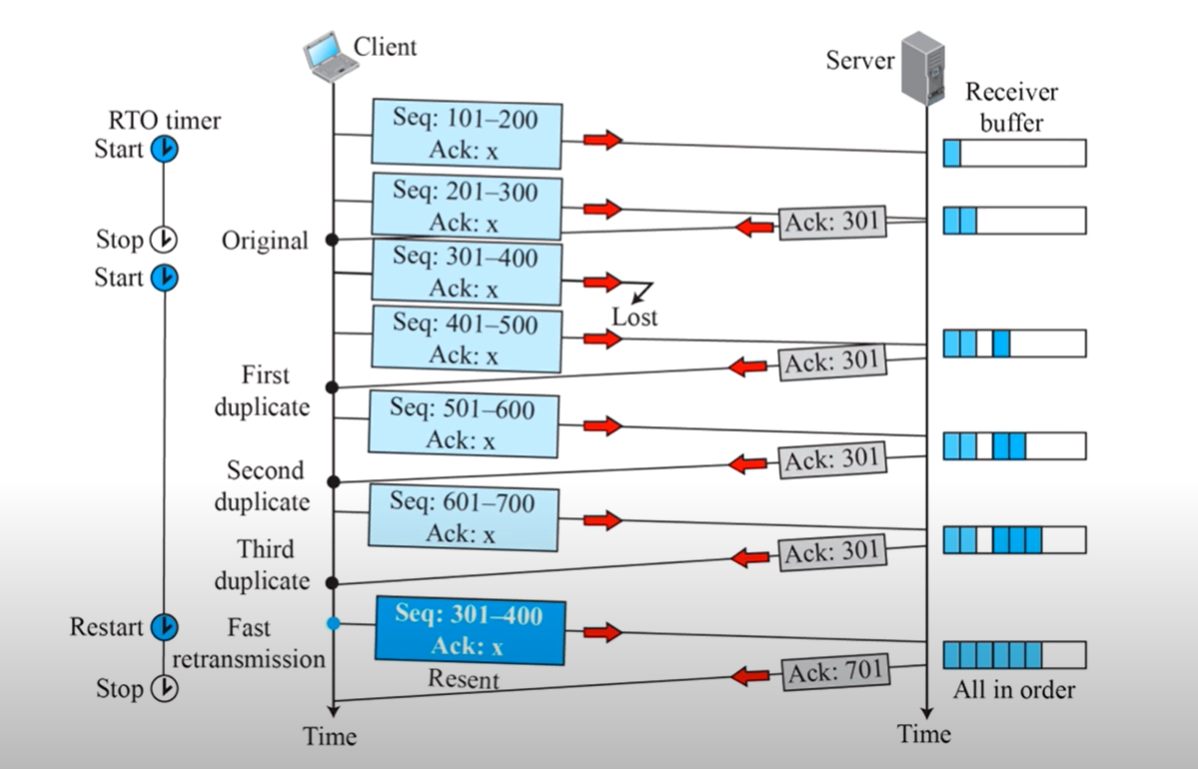 Client
Server
Receiver
buffer
RTO timer
Start
Seq: 101–200
Ack: x
Seq: 201–300
Ack: x
Ack: 301
Stop
Original
Seq: 301–400
Ack: x
Start
Lost
Seq: 401–500
Ack: x
Ack: 301
First
duplicate
Seq: 501–600
Ack: x
Ack: 301
Second
duplicate
Seq: 601–700
Ack: x
Ack: 301
Third
duplicate
Restart
Fast
retransmission
Seq: 301–400
Ack: x
Resent
Ack: 701
Stop
All in order
Time
Time